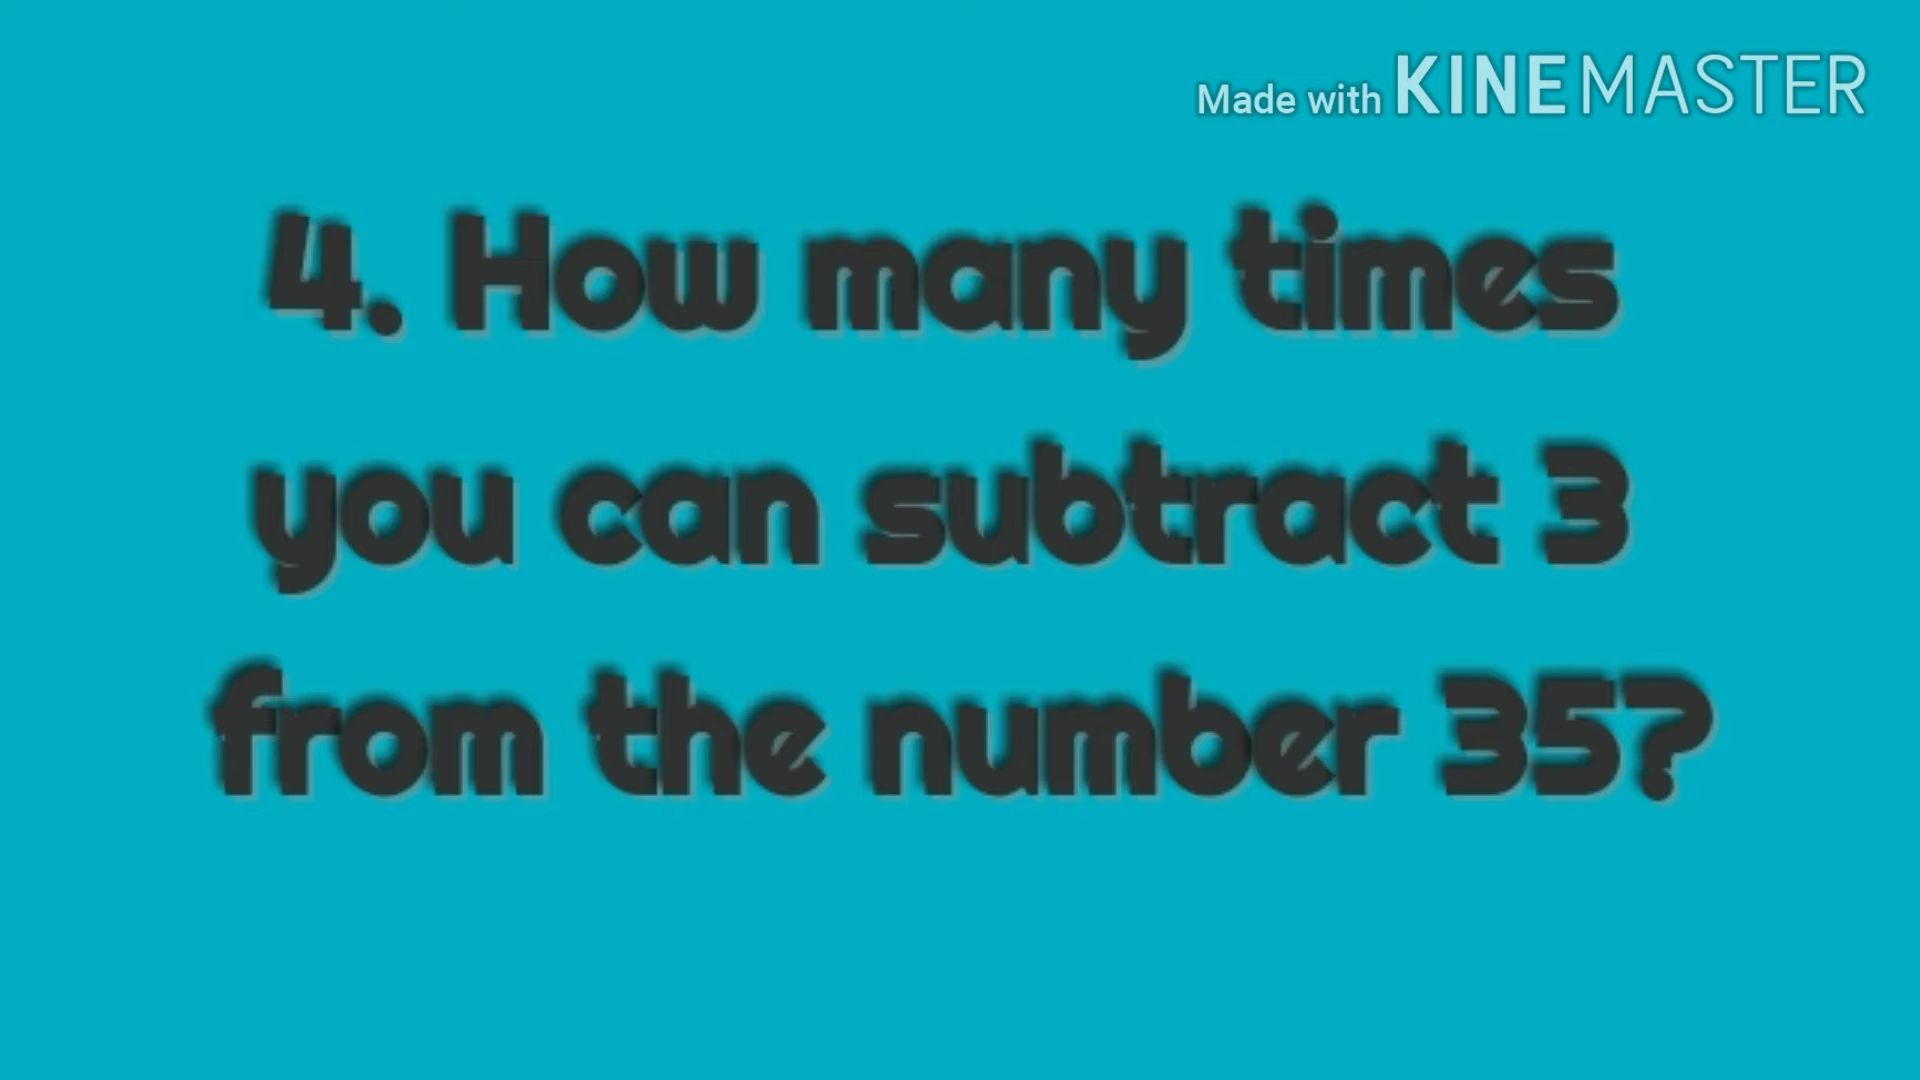 Made with KINEMASTER
4. How many times
you can subtract 3
from the number 35?